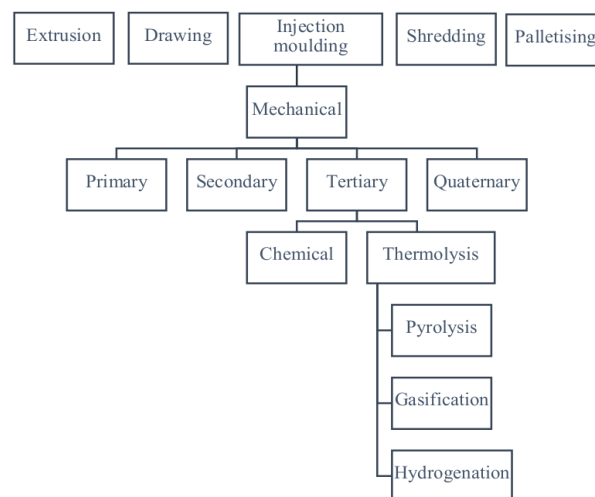 Extrusion
Drawing
Injection
moulding
Shredding
Palletising
Mechanical
Primary
Secondary
Tertiary
Quaternary
Chemical
Thermolysis
Pyrolysis
Gasification
Hydrogenation